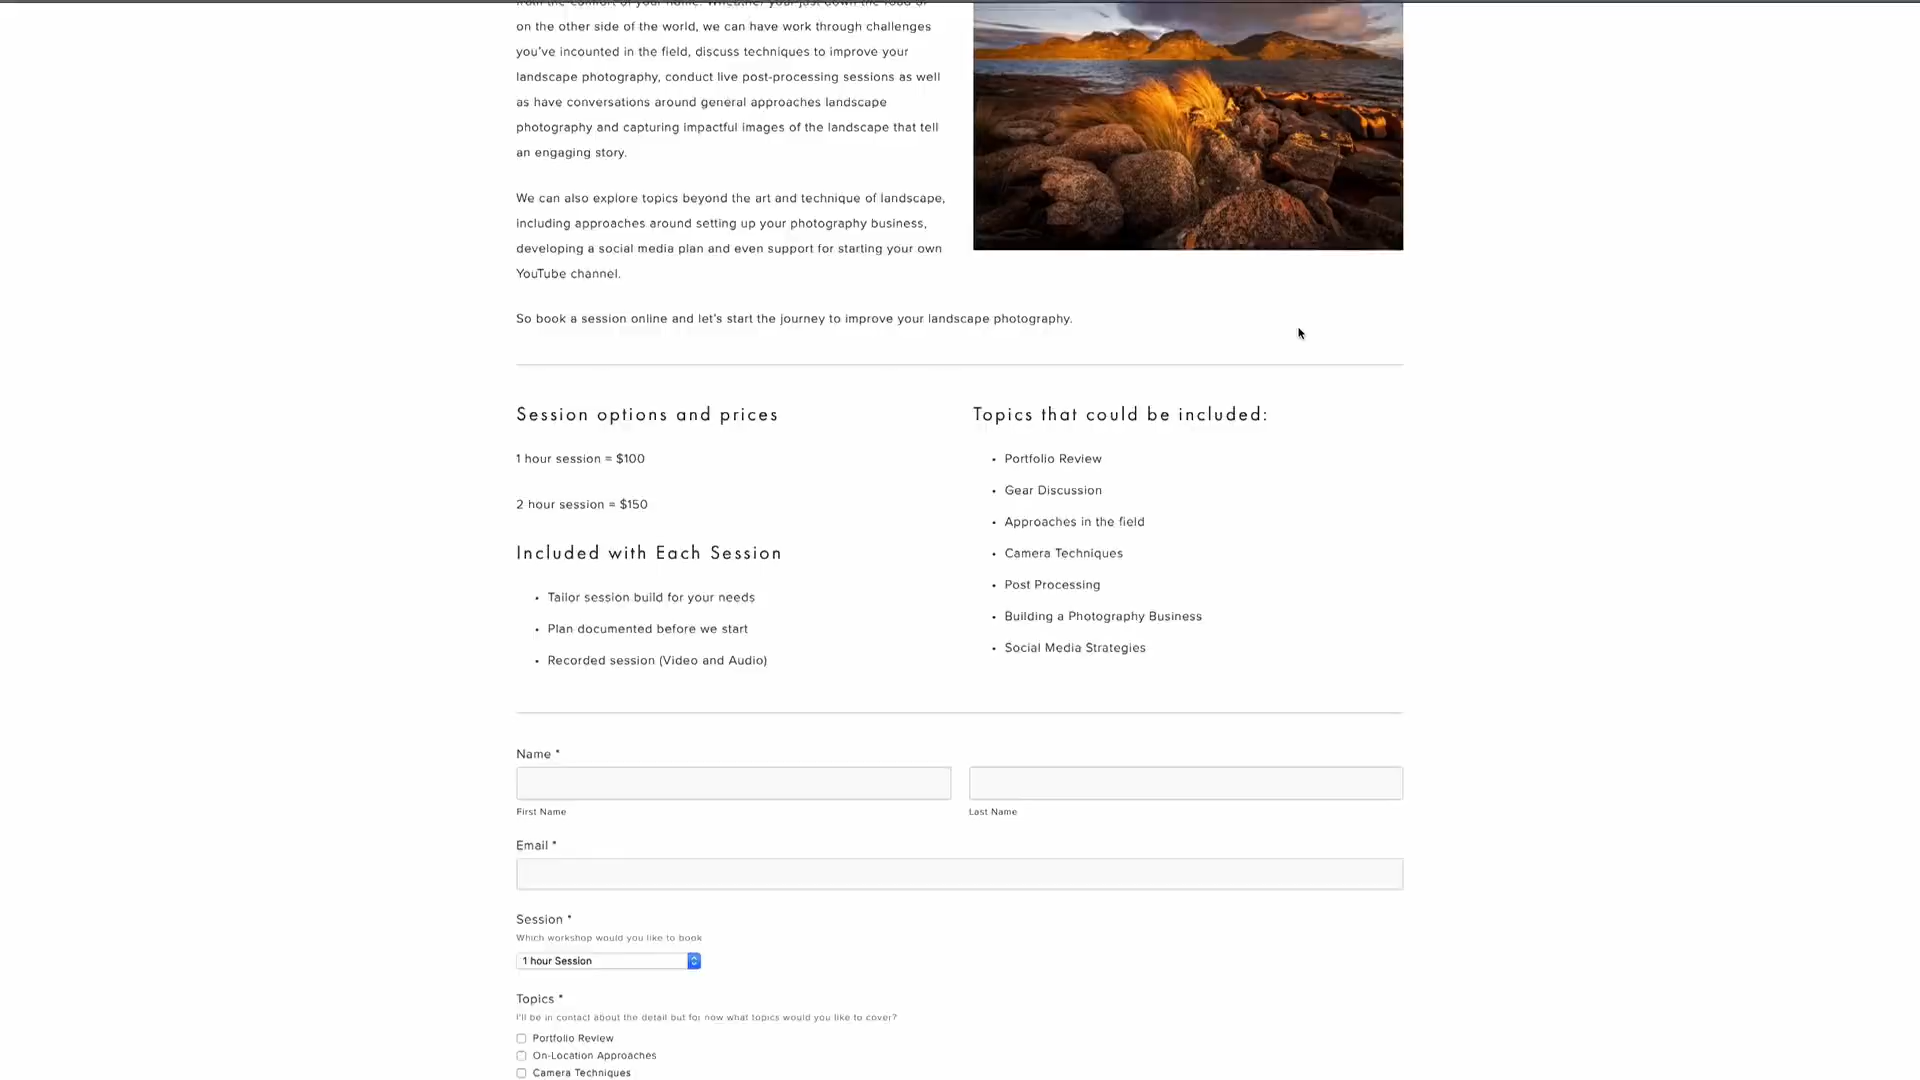 from the comfort of your home. Wheather your just down the road or
on the other side of the world, we can have work through challenges
you've incounted in the field, discuss techniques to improve your
landscape photography, conduct live post-processing sessions as well
as have conversations around general approaches landscape
photography and capturing impactful images of the landscape that tell
an engaging story.
We can also explore topics beyond the art and technique of landscape,
including approaches around setting up your photography business,
developing a social media plan and even support for starting your own
YouTube channel.
So book a session online and let's start the journey to improve your landscape photography.
Session options and prices
1 hour session = $100
2 hour session = $150
Included with Each Session
• Tailor session build for your needs
• Plan documented before we start
• Recorded session (Video and Audio)
Topics that could be included:
• Portfolio Review
• Gear Discussion
• Approaches in the field
• Camera Techniques
• Post Processing
• Building a Photography Business
• Social Media Strategies
Name *
First Name
Last Name
Email *
Session *
Which workshop would you like to book
1 hour Session
Topics *
I'll be in contact about the detail but for now what topics would you like to cover?
Portfolio Review
On-Location Approaches
Camera Techniques